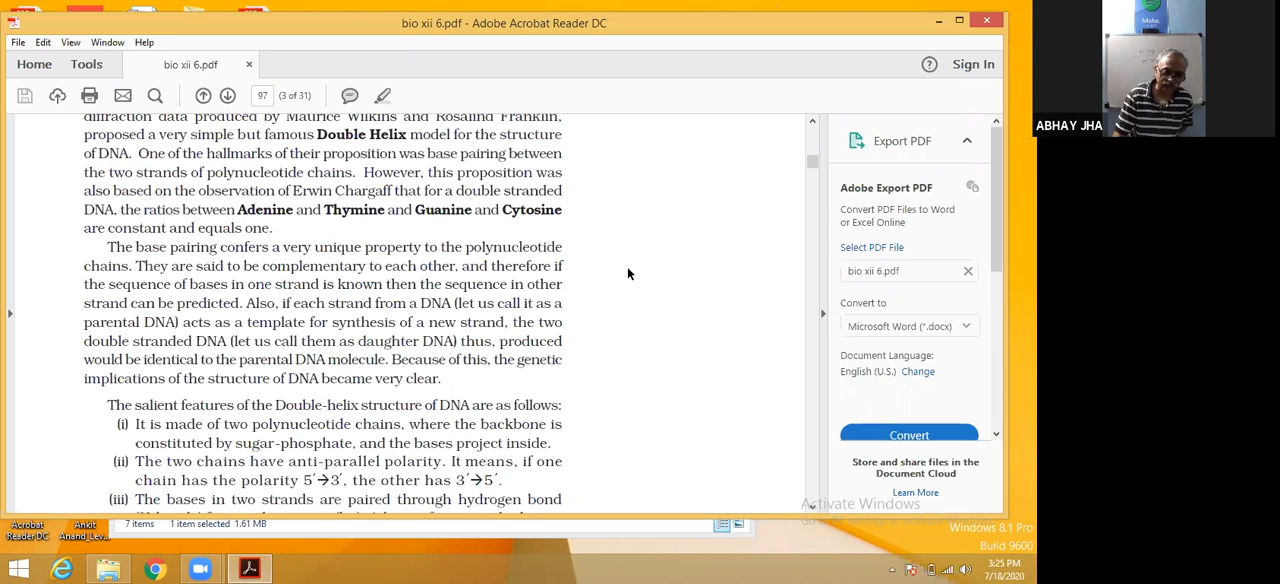 bio xii 6.pdf - Adobe Acrobat Reader DC
File Edit View Window Help
Home Tools bio xii 6.pdf × Sign In
97 (3 of 31)
diffraction data produced by Maurice Wilkins and Rosalind Franklin,
proposed a very simple but famous Double Helix model for the structure
of DNA. One of the hallmarks of their proposition was base pairing between
the two strands of polynucleotide chains. However, this proposition was
also based on the observation of Erwin Chargaff that for a double stranded
DNA, the ratios between Adenine and Thymine and Guanine and Cytosine
are constant and equals one.
The base pairing confers a very unique property to the polynucleotide
chains. They are said to be complementary to each other, and therefore if
the sequence of bases in one strand is known then the sequence in other
strand can be predicted. Also, if each strand from a DNA (let us call it as a
parental DNA) acts as a template for synthesis of a new strand, the two
double stranded DNA (let us call them as daughter DNA) thus, produced
would be identical to the parental DNA molecule. Because of this, the genetic
implications of the structure of DNA became very clear.
The salient features of the Double-helix structure of DNA are as follows:
(i) It is made of two polynucleotide chains, where the backbone is
constituted by sugar-phosphate, and the bases project inside.
(ii) The two chains have anti-parallel polarity. It means, if one
chain has the polarity 5′→3′, the other has 3′→5′.
(iii) The bases in two strands are paired through hydrogen bond
Export PDF
Adobe Export PDF
Convert PDF Files to Word
or Excel Online
Select PDF File
bio xii 6.pdf
Convert to
Microsoft Word (*.docx)
Document Language:
English (U.S.) Change
Convert
Store and share files in the
Document Cloud
Learn More
Activate Windows
7 items 1 item selected 1.61 MB
Acrobat
Reader DC
Ankit
Anand_Lev...
Windows 8.1 Pro
Build 9600
3:25 PM
7/18/2020
Make
ABHAY JHA